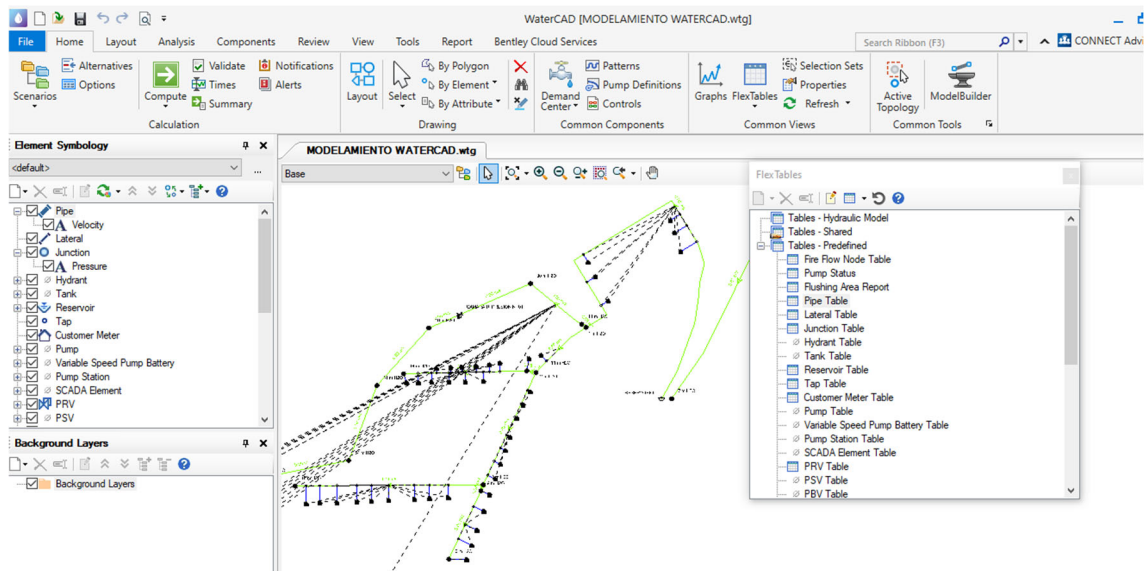 WaterCAD [MODELAMIENTO WATERCAD.wtg]
File Home Layout Analysis Components Review View Tools Report Bentley Cloud Services Search Ribbon (F3) CONNECT Advi
Scenarios
Alternatives
Options
Compute
Validate
Times
Summary
Notifications
Alerts
Calculation
Layout
Select
By Polygon
By Element
By Attribute
Drawing
Demand Center
Patterns
Pump Definitions
Controls
Common Components
Graphs
FlexTables
Selection Sets
Properties
Refresh
Common Views
Active Topology
ModelBuilder
Common Tools
Element Symbology
<default>
Pipe
Velocity
Lateral
Junction
Pressure
Hydrant
Tank
Reservoir
Tap
Customer Meter
Pump
Variable Speed Pump Battery
Pump Station
SCADA Element
PRV
PSV
Background Layers
Background Layers
MODELAMIENTO WATERCAD.wtg
Base
FlexTables
Tables - Hydraulic Model
Tables - Shared
Tables - Predefined
Fire Flow Node Table
Pump Status
Flushing Area Report
Pipe Table
Lateral Table
Junction Table
Hydrant Table
Tank Table
Reservoir Table
Tap Table
Customer Meter Table
Pump Table
Variable Speed Pump Battery Table
Pump Station Table
SCADA Element Table
PRV Table
PSV Table
PBV Table